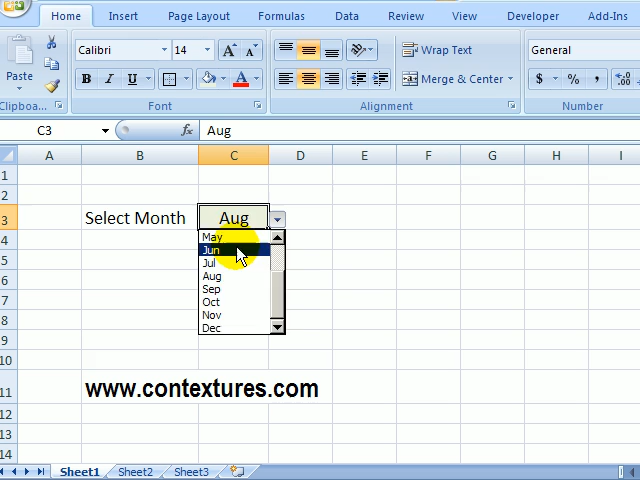 Home Insert Page Layout Formulas Data Review View Developer Add-Ins
Calibri 14 A A Wrap Text General
Paste B I U A Merge & Center $ % , .00
Clipboa... Font Alignment Number
C3 fx Aug
A B C D E F G H I
1
2
3 Select Month Aug
4 May
Jun
5 Jul
6 Aug
Sep
7 Oct
8 Nov
Dec
9
10
11 www.contextures.com
12
13
14
Sheet1 Sheet2 Sheet3